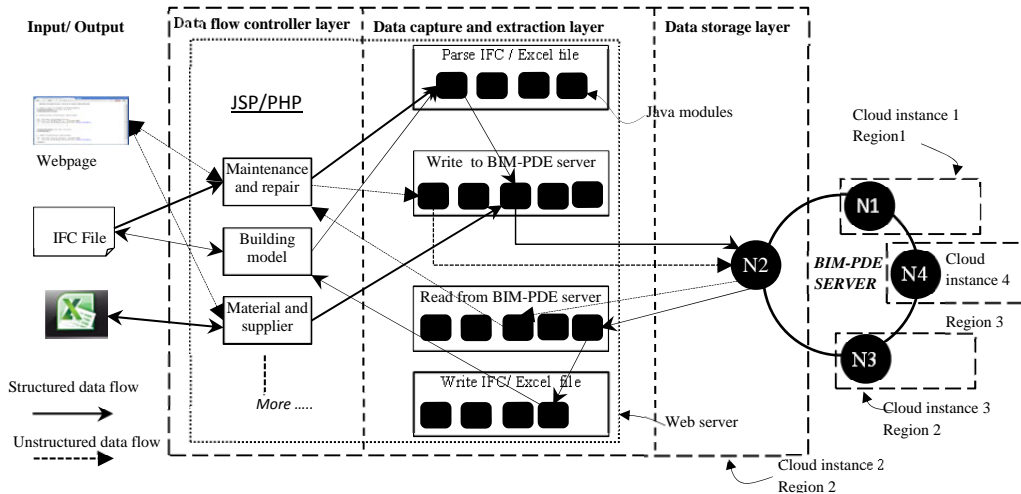 Input/ Output
Data flow controller layer
Data capture and extraction layer
Data storage layer
Parse IFC / Excel file
JSP/PHP
Java modules
Webpage
Maintenance
and repair
Write to BIM-PDE server
Cloud instance 1
Region1
IFC File
Building
model
N1
N2
BIM-PDE
SERVER
N4
Cloud
instance 4
Region 3
Material and
supplier
Read from BIM-PDE server
N3
More .....
Write IFC/ Excel file
Structured data flow
Unstructured data flow
Web server
Cloud instance 3
Region 2
Cloud instance 2
Region 2